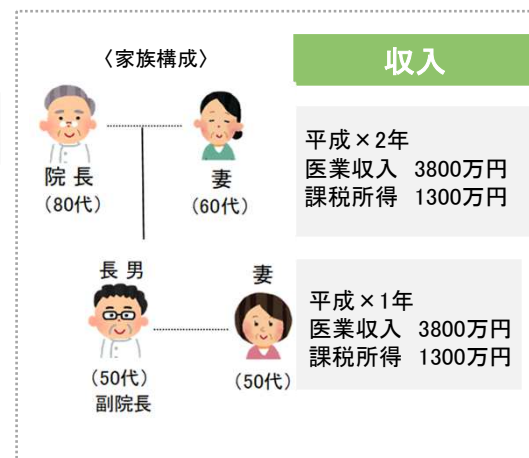 〈家族構成〉
収入
院長
(80代)
妻
(60代)
平成×2年
医業収入 3800万円
課税所得 1300万円
長男
(50代)
副院長
妻
(50代)
平成×1年
医業収入 3800万円
課税所得 1300万円